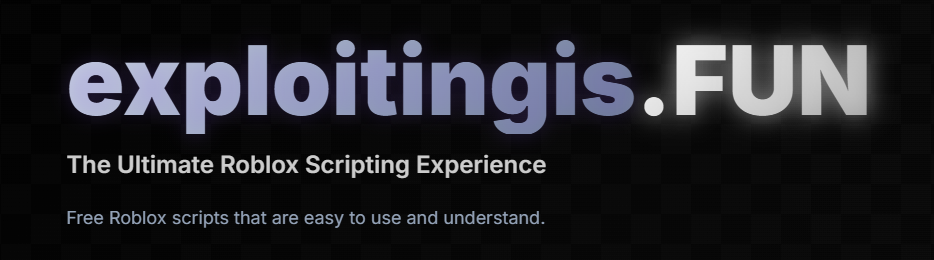 exploitingis.FUN
The Ultimate Roblox Scripting Experience
Free Roblox scripts that are easy to use and understand.